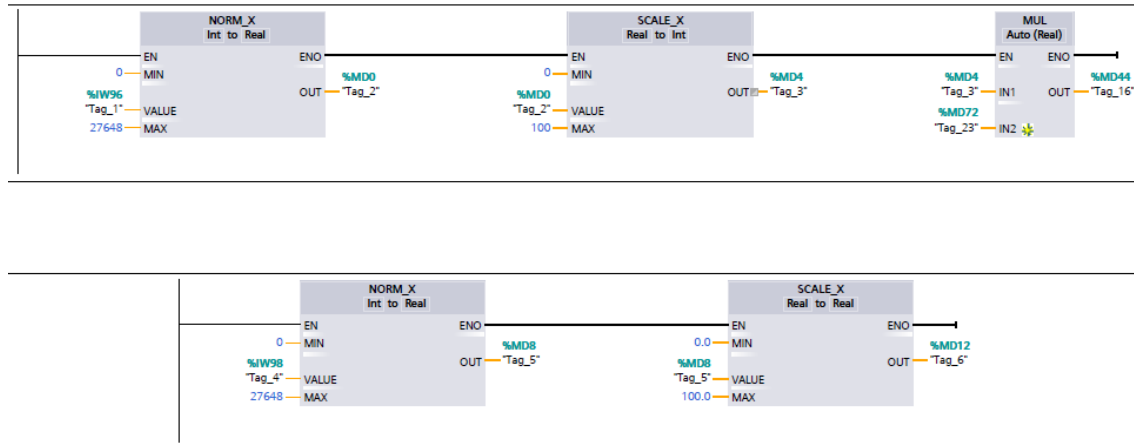 NORM_X
Int to Real
SCALE_X
Real to Int
MUL
Auto (Real)
EN ENO EN ENO EN ENO
0 MIN
%MD0
OUT "Tag_2"
%IW96
"Tag_1" VALUE
27648 MAX
0 MIN
%MD4
OUT "Tag_3"
%MD0
"Tag_2" VALUE
100 MAX
%MD4 %MD44
"Tag_3" IN1 OUT "Tag_16"
%MD72
"Tag_23" IN2
NORM_X
Int to Real
SCALE_X
Real to Real
EN ENO EN ENO
0 MIN
%MD8
OUT "Tag_5"
%IW98
"Tag_4" VALUE
27648 MAX
0.0 MIN
%MD12
OUT "Tag_6"
%MD8
"Tag_5" VALUE
100.0 MAX